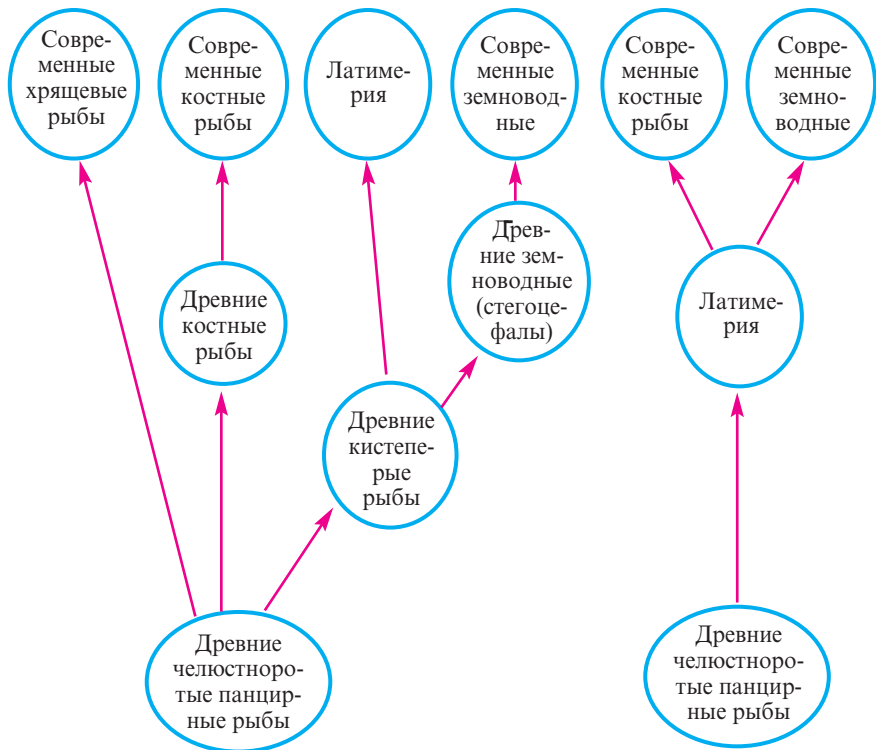 Совре-
менные
хрящевые
рыбы
Совре-
менные
костные
рыбы
Латиме-
рия
Совре-
менные
земновод-
ные
Совре-
менные
костные
рыбы
Совре-
менные
земно-
водные
Древ-
ние зем-
новодные
(стегоце-
фалы)
Древние
костные
рыбы
Латиме-
рия
Древние
кистепе-
рые
рыбы
Древние
челюстноро-
тые панцир-
ные рыбы
Древние
челюстноро-
тые панцир-
ные рыбы